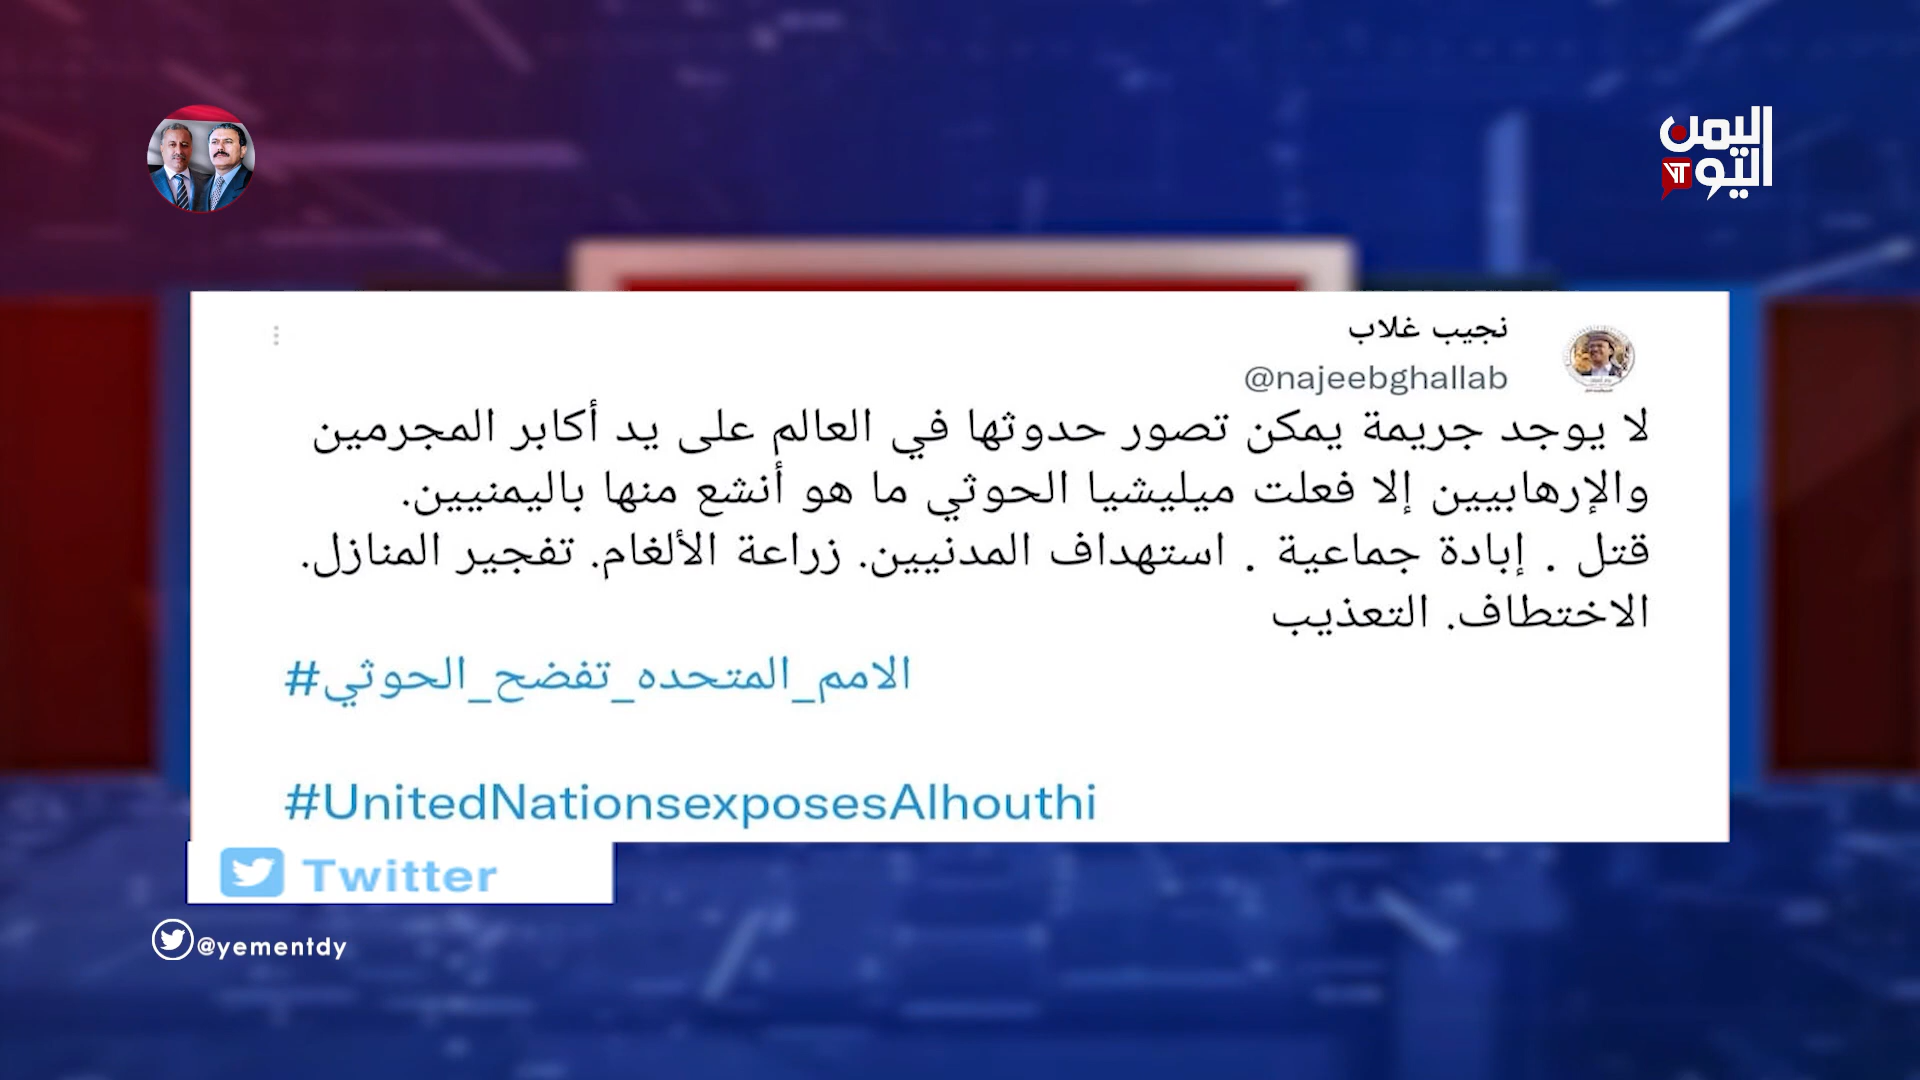 اليمن
اليوم
YT
نجيب غلاب
@najeebghallab
لا يوجد جريمة يمكن تصور حدوثها في العالم على يد أكابر المجرمين
والإرهابيين إلا فعلت ميليشيا الحوثي ما هو أنشع منها باليمنيين.
قتل . إبادة جماعية . استهداف المدنيين. زراعة الألغام. تفجير المنازل.
الاختطاف. التعذيب
#الامم_المتحده_تفضح_الحوثي
#UnitedNationsexposesAlhouthi
Twitter
@yementdy